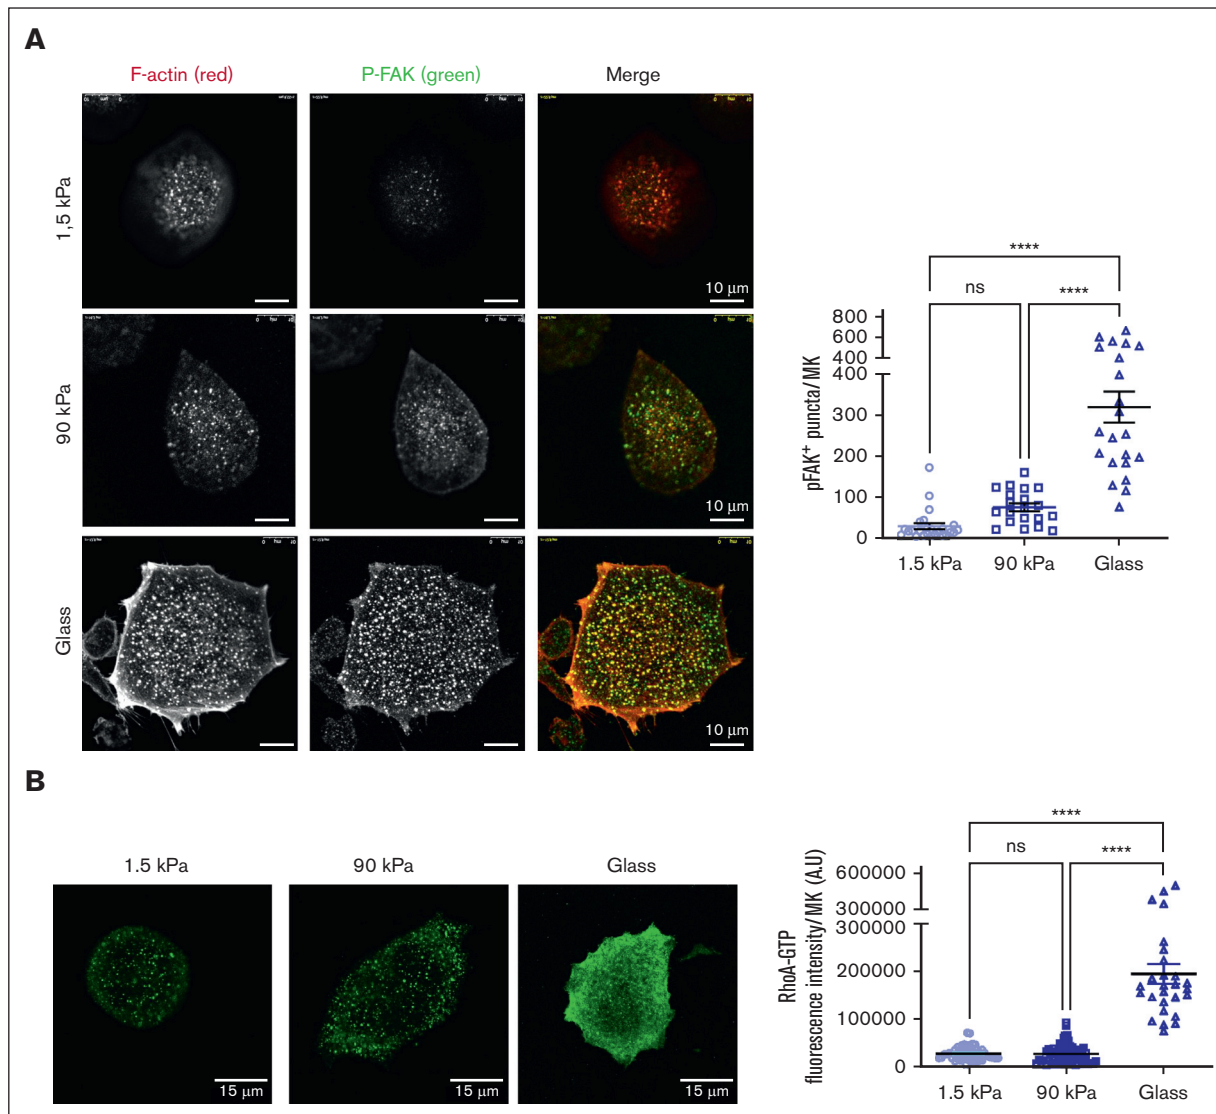 A
F-actin (red)
P-FAK (green)
Merge
1,5 kPa
10 µm
90 kPa
10 µm
Glass
10 µm
****
ns
****
pFAK⁺ puncta/MK
800
600
400
400
300
200
100
0
1.5 kPa
90 kPa
Glass
B
1.5 kPa
90 kPa
Glass
15 µm
15 µm
15 µm
****
ns
****
RhoA-GTP
fluorescence intensity/MK (A.U)
600000
300000
300000
200000
100000
0
1.5 kPa
90 kPa
Glass